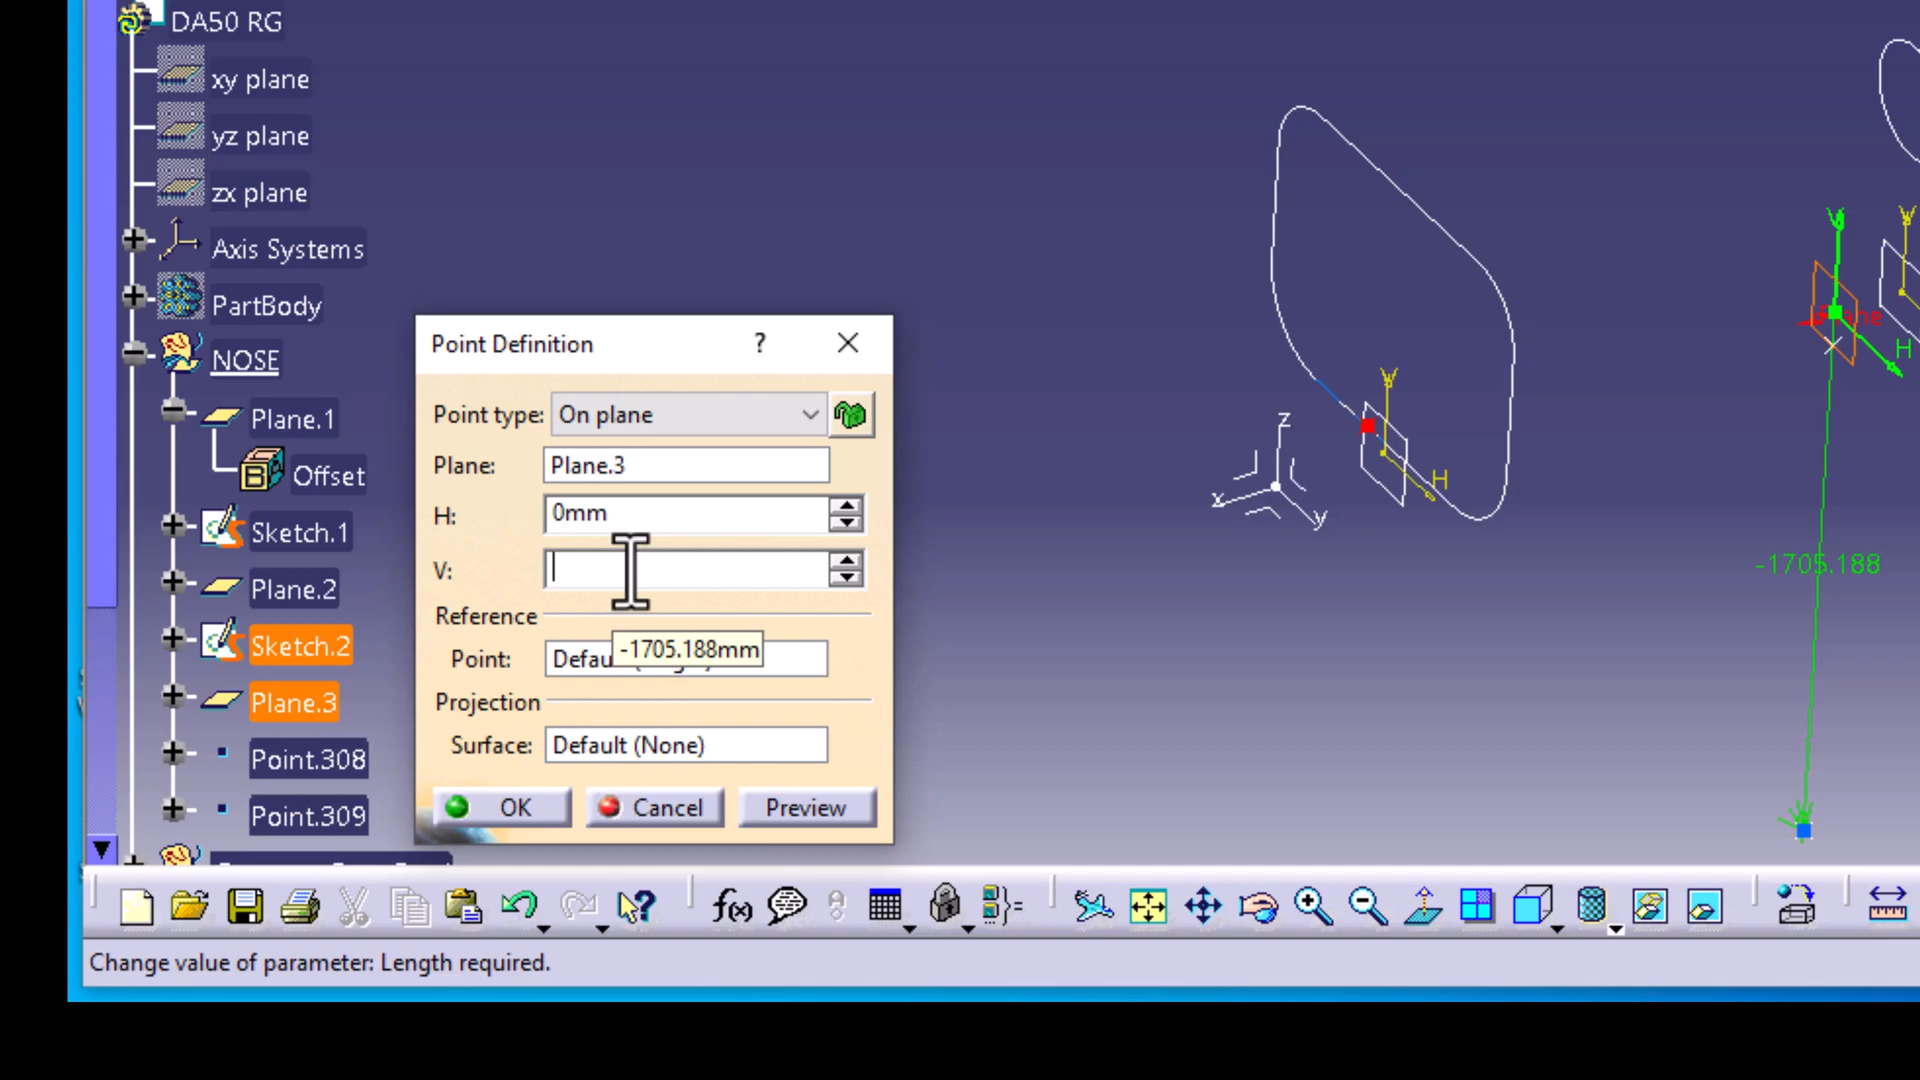 DA50 RG
xy plane
yz plane
zx plane
Axis Systems
PartBody
NOSE
Plane.1
Offset
Sketch.1
Plane.2
Sketch.2
Plane.3
Point.308
Point.309
Point Definition
?
Point type: On plane
Plane: Plane.3
H: 0mm
V:
Reference
-1705.188mm
Point: Defau
Projection
Surface: Default (None)
OK Cancel Preview
z
x
y
V
H
V
V
H
-1705.188
f(x)
Change value of parameter: Length required.